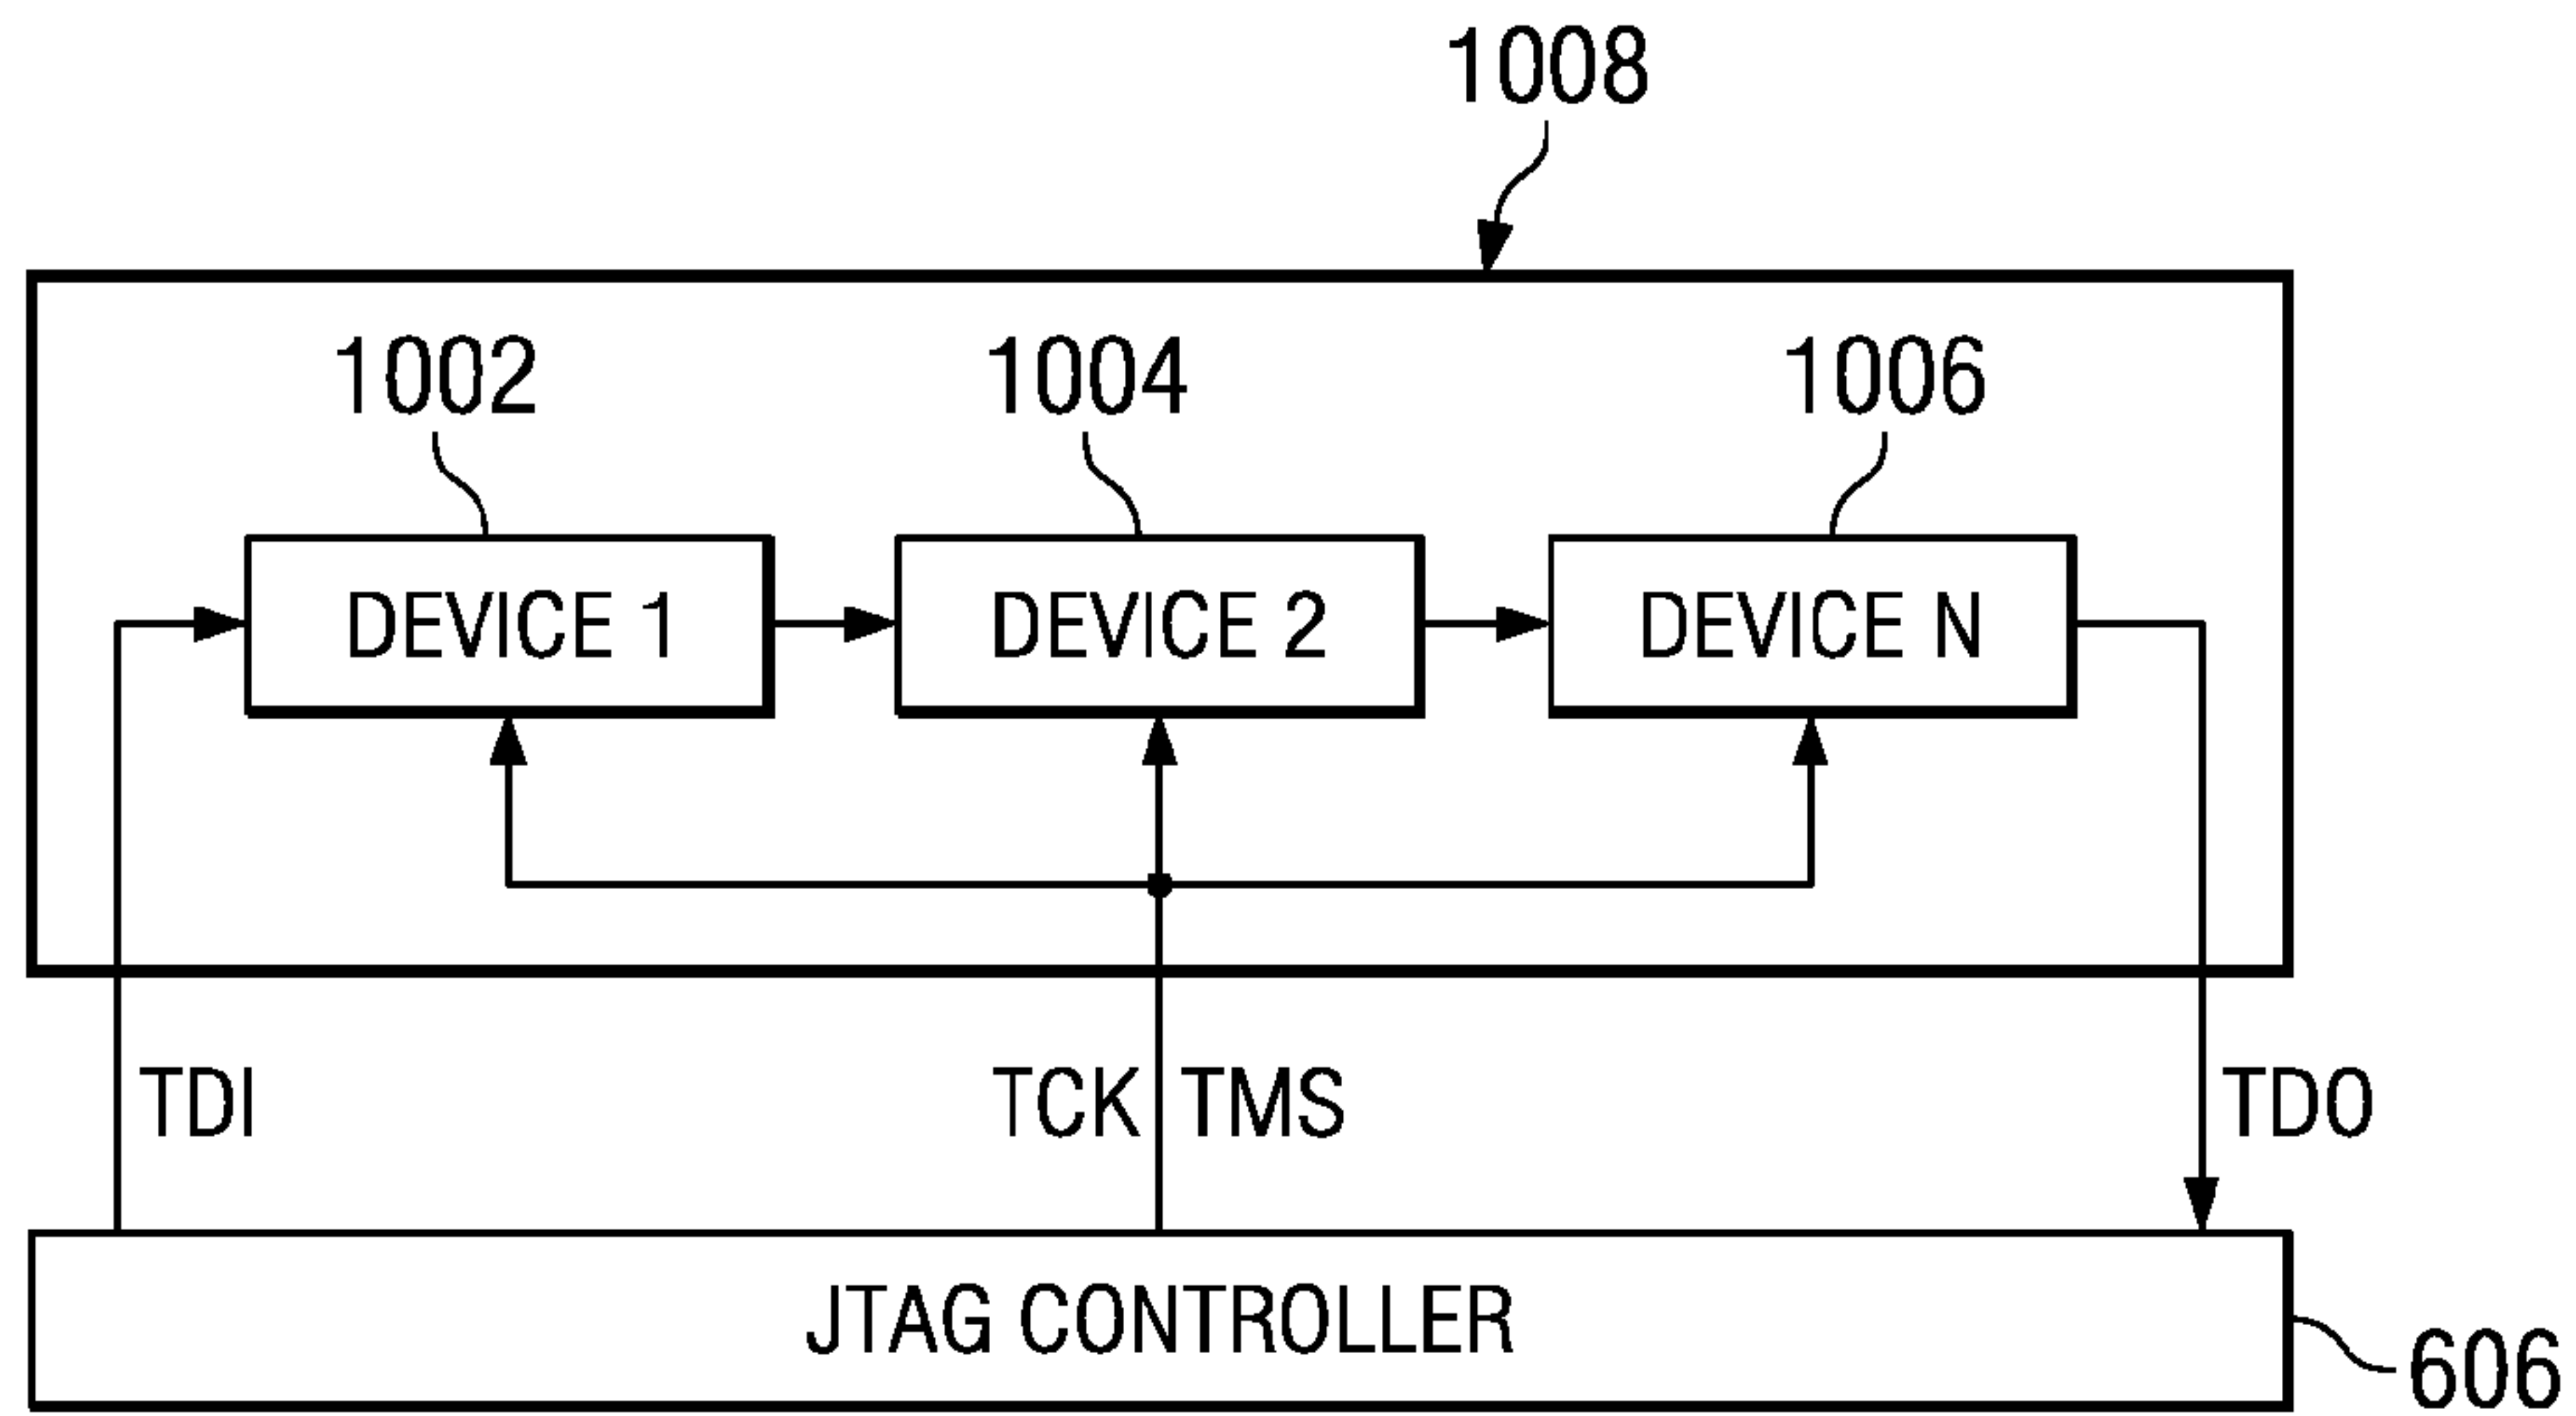 1008
1002 1004 1006
DEVICE 1 DEVICE 2 DEVICE N
TDI TCK TMS TDO
JTAG CONTROLLER
606